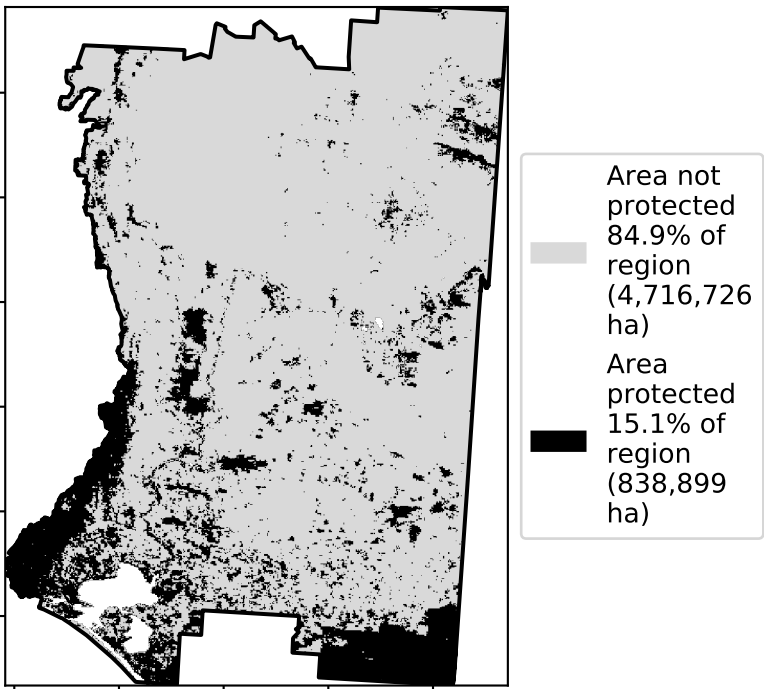 Area not
protected
84.9% of
region
(4,716,726
ha)
Area
protected
15.1% of
region
(838,899
ha)